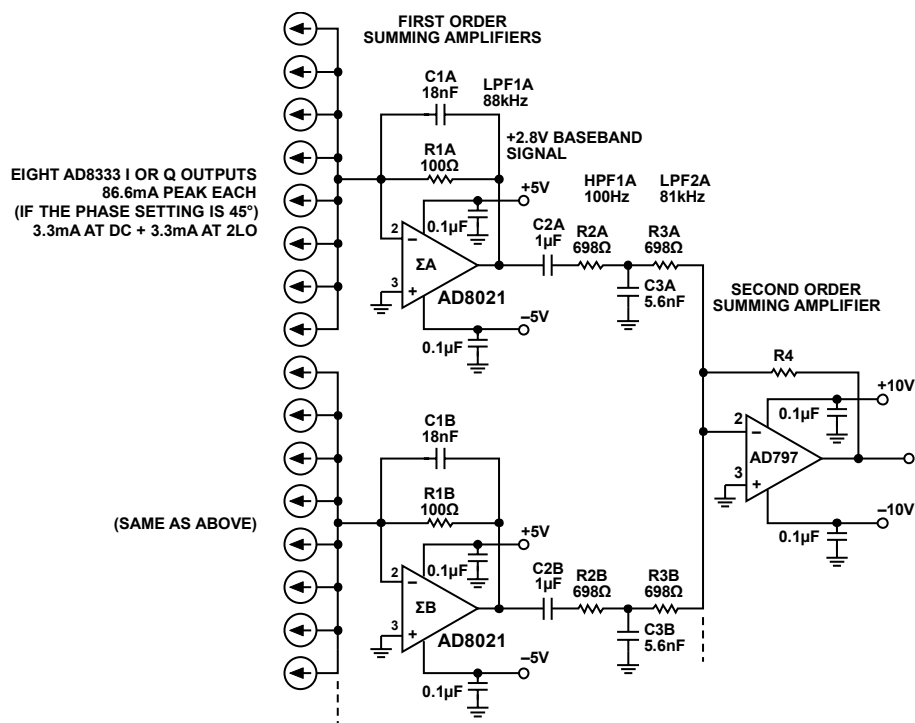 FIRST ORDER
SUMMING AMPLIFIERS
C1A
18nF
LPF1A
88kHz
R1A
100Ω
+2.8V BASEBAND
SIGNAL
EIGHT AD8333 I OR Q OUTPUTS
86.6mA PEAK EACH
(IF THE PHASE SETTING IS 45°)
3.3mA AT DC + 3.3mA AT 2LO
+5V
0.1µF
2
–
ΣA
3
+
AD8021
–5V
0.1µF
C2A
1µF
HPF1A
100Hz
R2A
698Ω
LPF2A
81kHz
R3A
698Ω
C3A
5.6nF
SECOND ORDER
SUMMING AMPLIFIER
R4
+10V
0.1µF
2
–
AD797
3
+
–10V
0.1µF
C1B
18nF
R1B
100Ω
(SAME AS ABOVE)
+5V
0.1µF
2
–
ΣB
3
+
AD8021
–5V
0.1µF
C2B
1µF
R2B
698Ω
R3B
698Ω
C3B
5.6nF